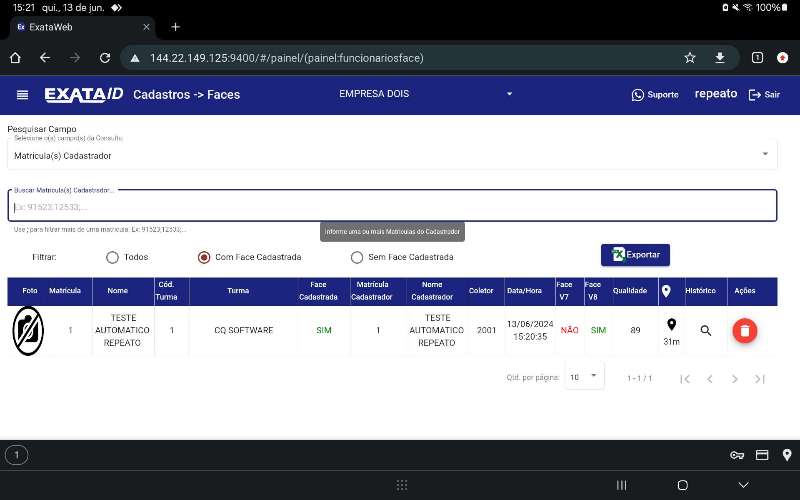 15:21 qui., 13 de jun. 100%
Ex ExataWeb
144.22.149.125:9400/#/painel/(painel:funcionariosface) 1
EXATAID Cadastros -> Faces EMPRESA DOIS Suporte repeato Sair
Pesquisar Campo
Selecione o(s) campo(s) da Consulta
Matricula(s) Cadastrador
Buscar Matricula(s) Cadastrador...
Ex: 91523;12533;...
Use ; para filtrar mais de uma matricula. Ex: 91523;12533;...
Informe uma ou mais Matriculas do Cadastrador
Filtrar: Todos Com Face Cadastrada Sem Face Cadastrada Exportar
Foto Matrícula Nome Cód. Turma Turma Face Cadastrada Matrícula Cadastrador Nome Cadastrador Coletor Data/Hora Face V7 Face V8 Qualidade Histórico Ações
1 TESTE AUTOMATICO REPEATO 1 CQ SOFTWARE SIM 1 TESTE AUTOMATICO REPEATO 2001 13/06/2024 15:20:35 NÃO SIM 89 31m
Qtd. por página: 10 1 - 1 / 1
1